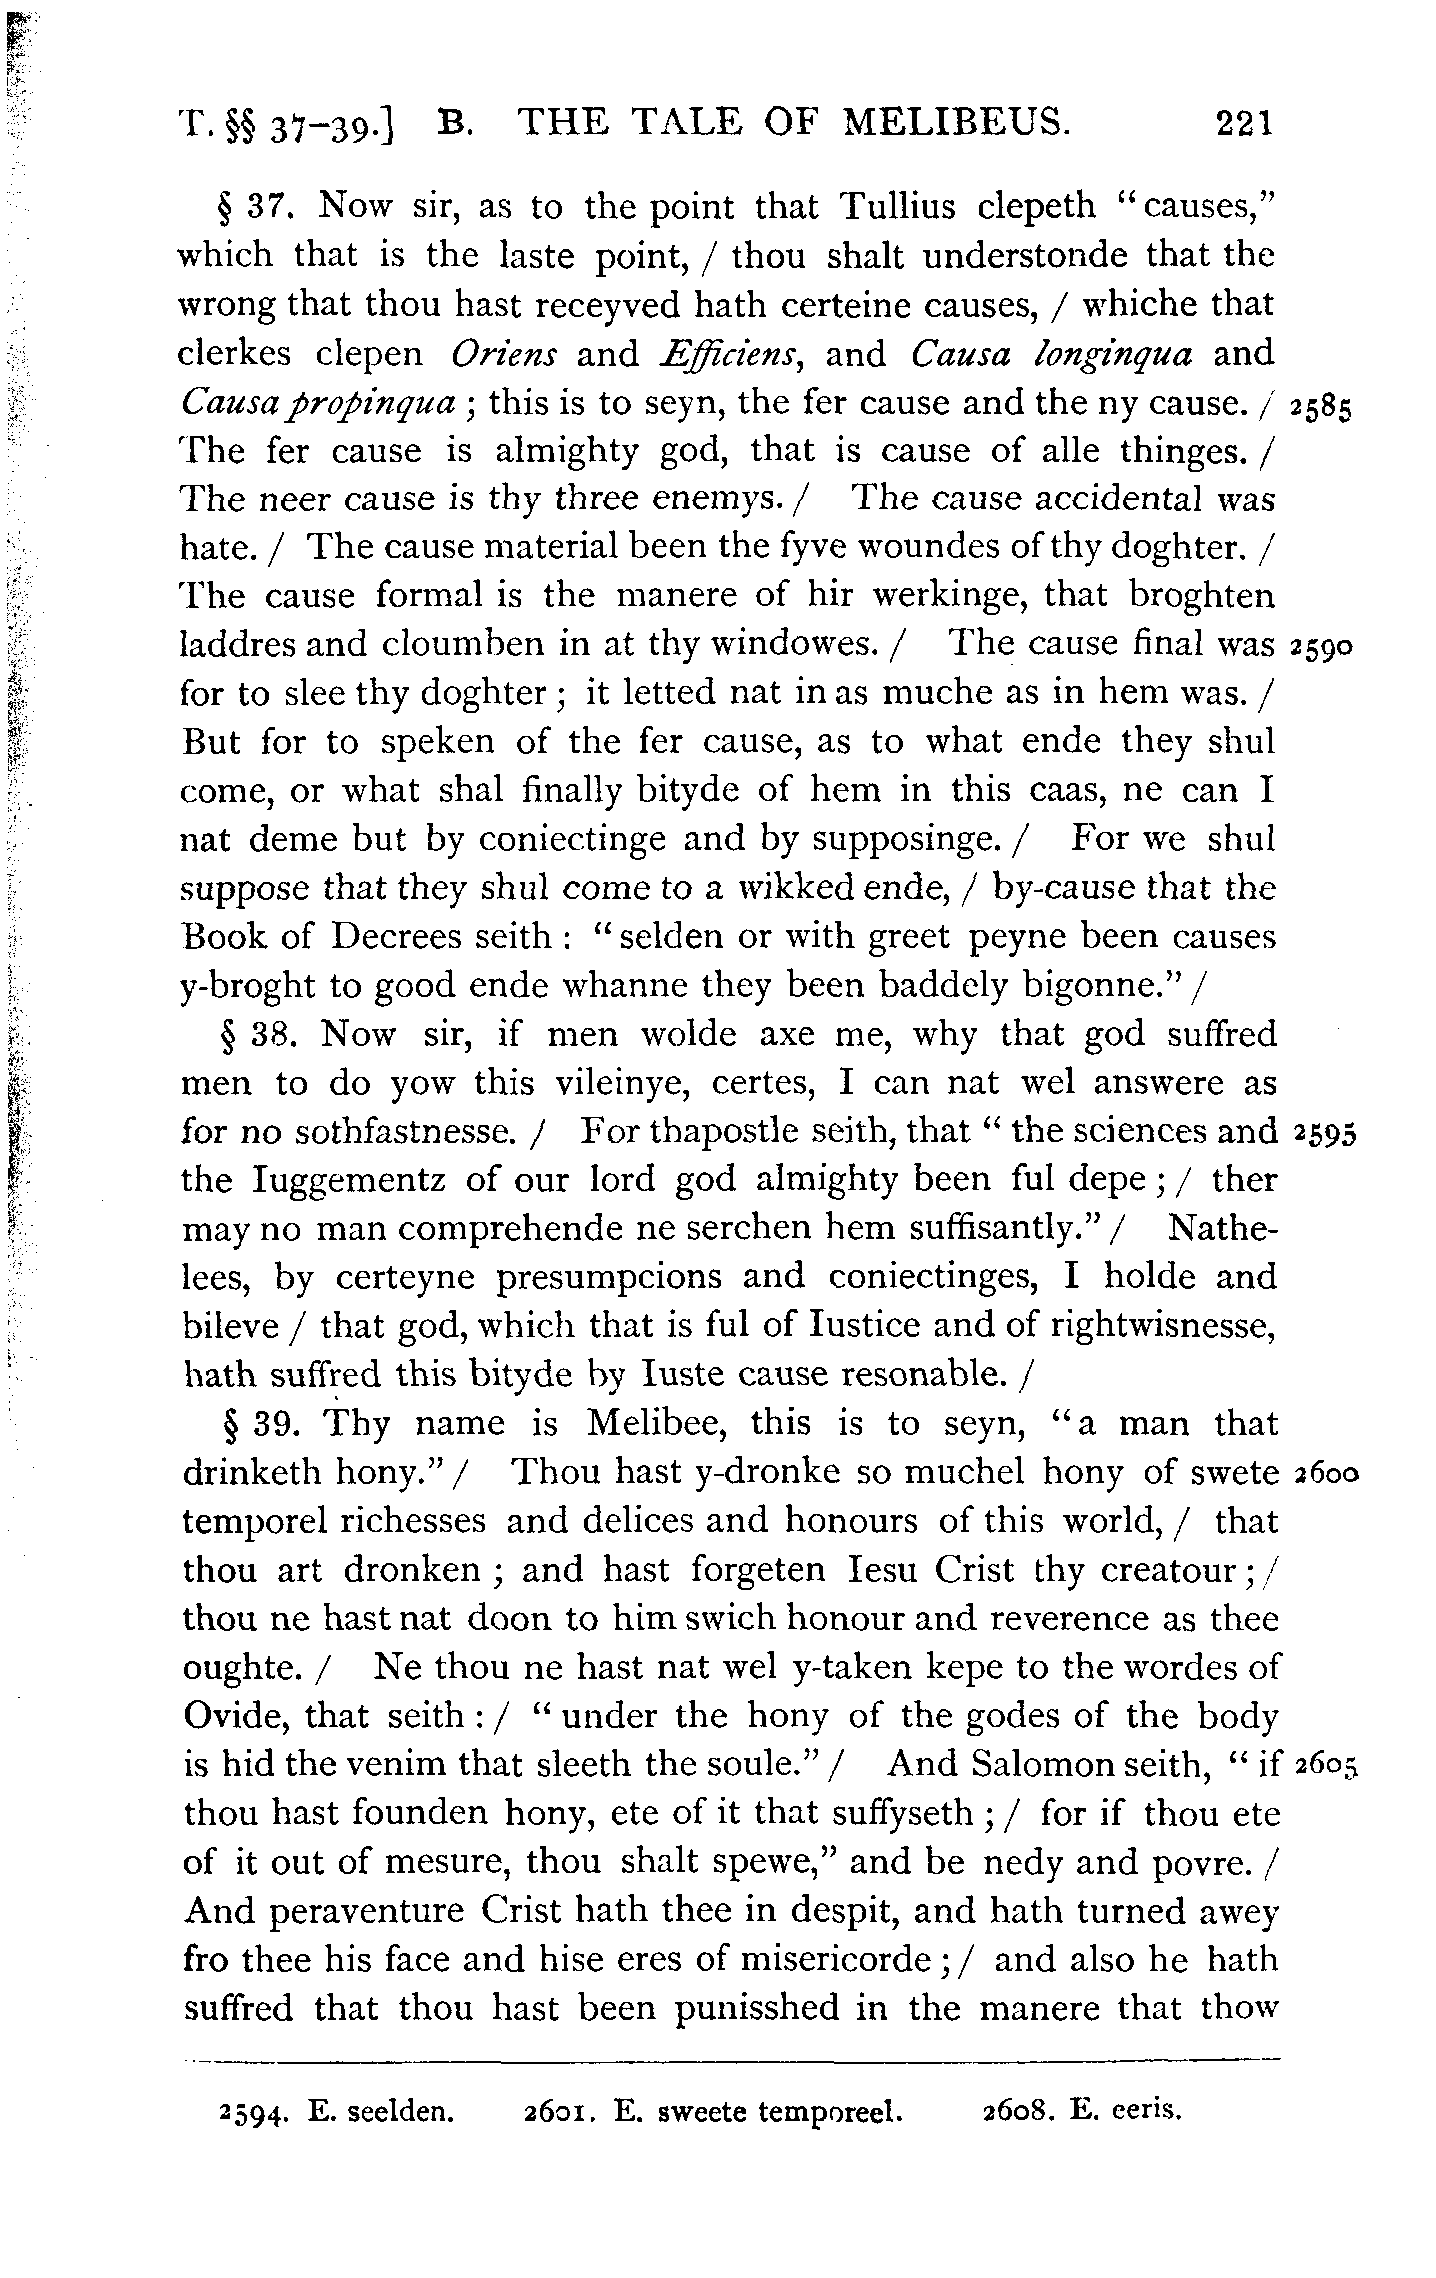 T. §§ 37–39.] B. THE TALE OF MELIBEUS. 221
§ 37. Now sir, as to the point that Tullius clepeth “causes,”
which that is the laste point, / thou shalt understonde that the
wrong that thou hast receyved hath certeine causes, / whiche that
clerkes clepen Oriens and Efficiens, and Causa longinqua and
Causa propinqua ; this is to seyn, the fer cause and the ny cause. / 2585
The fer cause is almighty god, that is cause of alle thinges. /
The neer cause is thy three enemys. / The cause accidental was
hate. / The cause material been the fyve woundes of thy doghter. /
The cause formal is the manere of hir werkinge, that broghten
laddres and cloumben in at thy windowes. / The cause final was 2590
for to slee thy doghter ; it letted nat in as muche as in hem was. /
But for to speken of the fer cause, as to what ende they shul
come, or what shal finally bityde of hem in this caas, ne can I
nat deme but by coniectinge and by supposinge. / For we shul
suppose that they shul come to a wikked ende, / by-cause that the
Book of Decrees seith : “selden or with greet peyne been causes
y-broght to good ende whanne they been baddely bigonne.” /
§ 38. Now sir, if men wolde axe me, why that god suffred
men to do yow this vileinye, certes, I can nat wel answere as
for no sothfastnesse. / For thapostle seith, that “the sciences and 2595
the Iuggementz of our lord god almighty been ful depe ; / ther
may no man comprehende ne serchen hem suffisantly.” / Nathe-
lees, by certeyne presumpcions and coniectinges, I holde and
bileve / that god, which that is ful of Iustice and of rightwisnesse,
hath suffred this bityde by Iuste cause resonable. /
§ 39. Thy name is Melibee, this is to seyn, “a man that
drinketh hony.” / Thou hast y-dronke so muchel hony of swete 2600
temporel richesses and delices and honours of this world, / that
thou art dronken ; and hast forgeten Iesu Crist thy creatour ; /
thou ne hast nat doon to him swich honour and reverence as thee
oughte. / Ne thou ne hast nat wel y-taken kepe to the wordes of
Ovide, that seith : / “under the hony of the godes of the body
is hid the venim that sleeth the soule.” / And Salomon seith, “if 2605
thou hast founden hony, ete of it that suffyseth ; / for if thou ete
of it out of mesure, thou shalt spewe,” and be nedy and povre. /
And peraventure Crist hath thee in despit, and hath turned awey
fro thee his face and hise eres of misericorde ; / and also he hath
suffred that thou hast been punisshed in the manere that thow
2594. E. seelden. 2601. E. sweete temporeel. 2608. E. eeris.